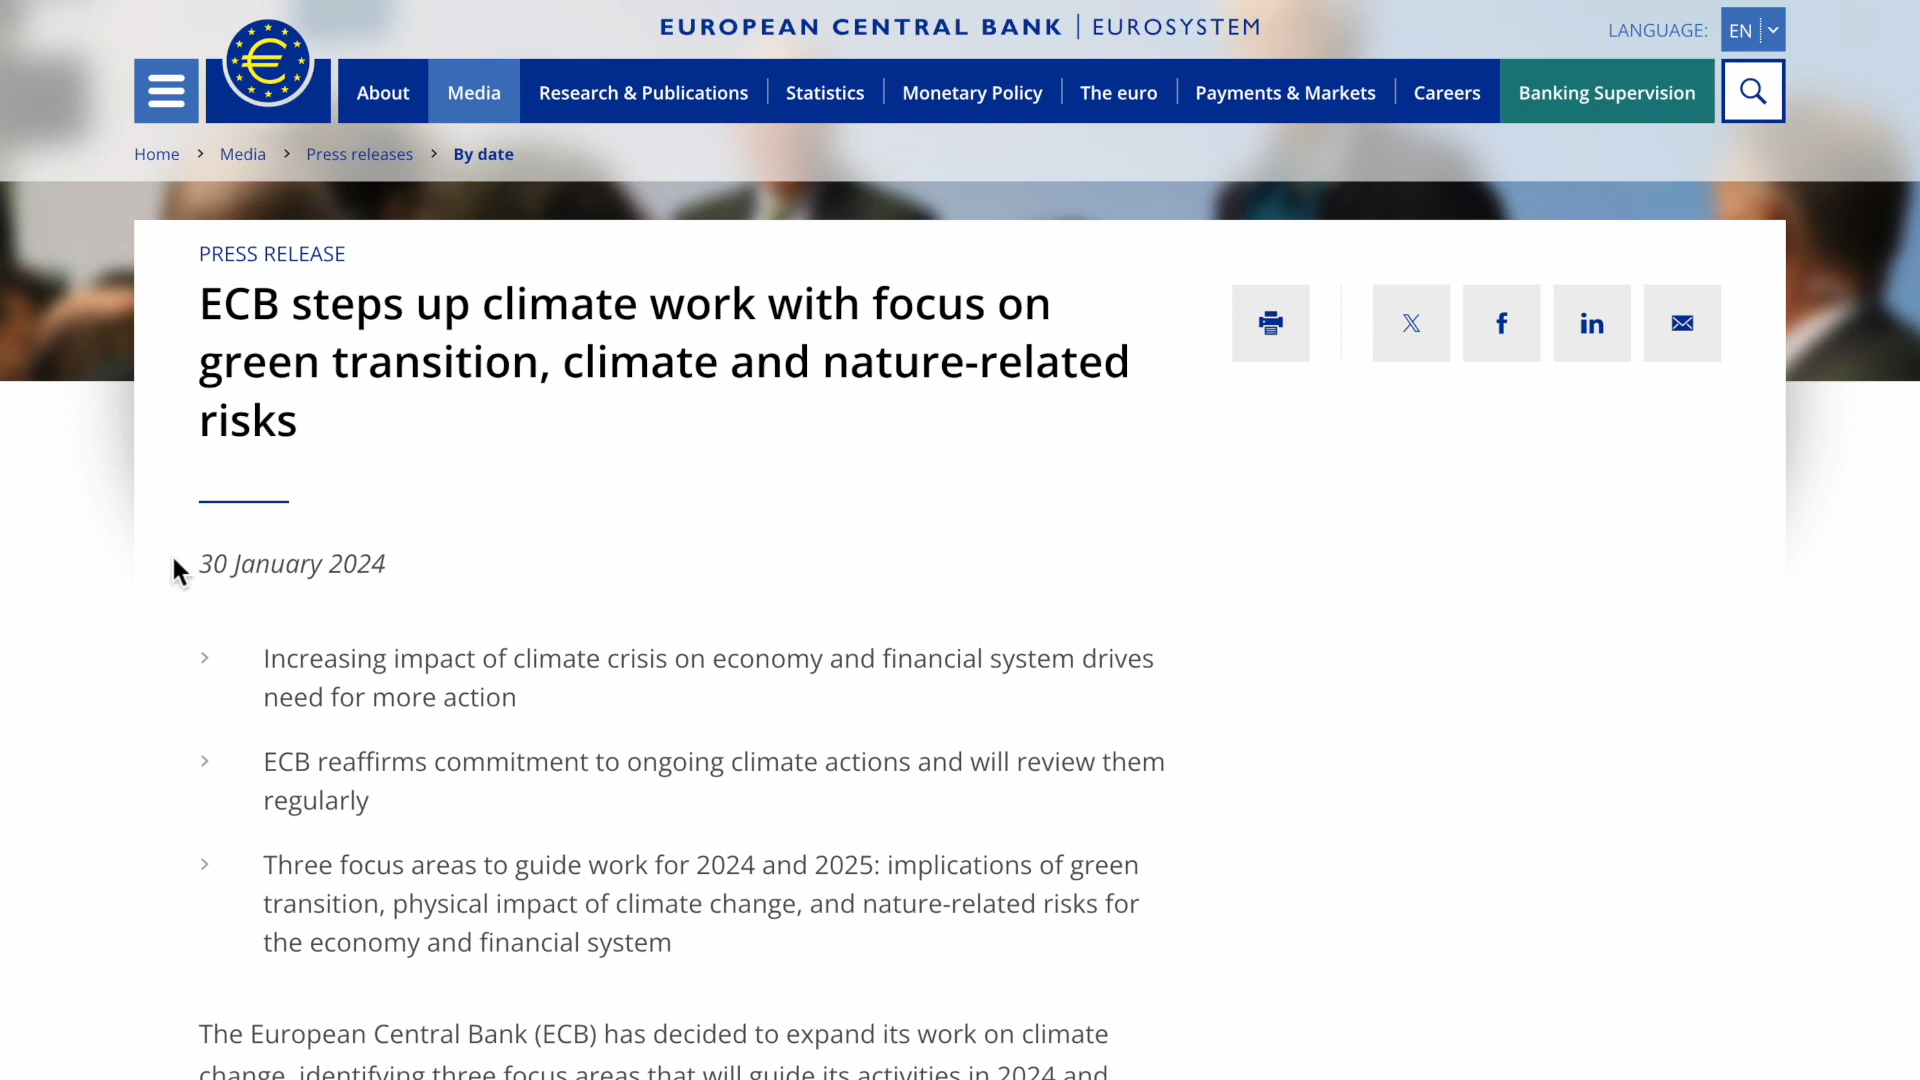 EUROPEAN CENTRAL BANK | EUROSYSTEM
LANGUAGE: EN
About Media Research & Publications Statistics Monetary Policy The euro Payments & Markets Careers Banking Supervision
Home > Media > Press releases > By date
PRESS RELEASE
ECB steps up climate work with focus on
green transition, climate and nature-related
risks
30 January 2024
Increasing impact of climate crisis on economy and financial system drives
need for more action
ECB reaffirms commitment to ongoing climate actions and will review them
regularly
Three focus areas to guide work for 2024 and 2025: implications of green
transition, physical impact of climate change, and nature-related risks for
the economy and financial system
The European Central Bank (ECB) has decided to expand its work on climate
change, identifying three focus areas that will guide its activities in 2024 and